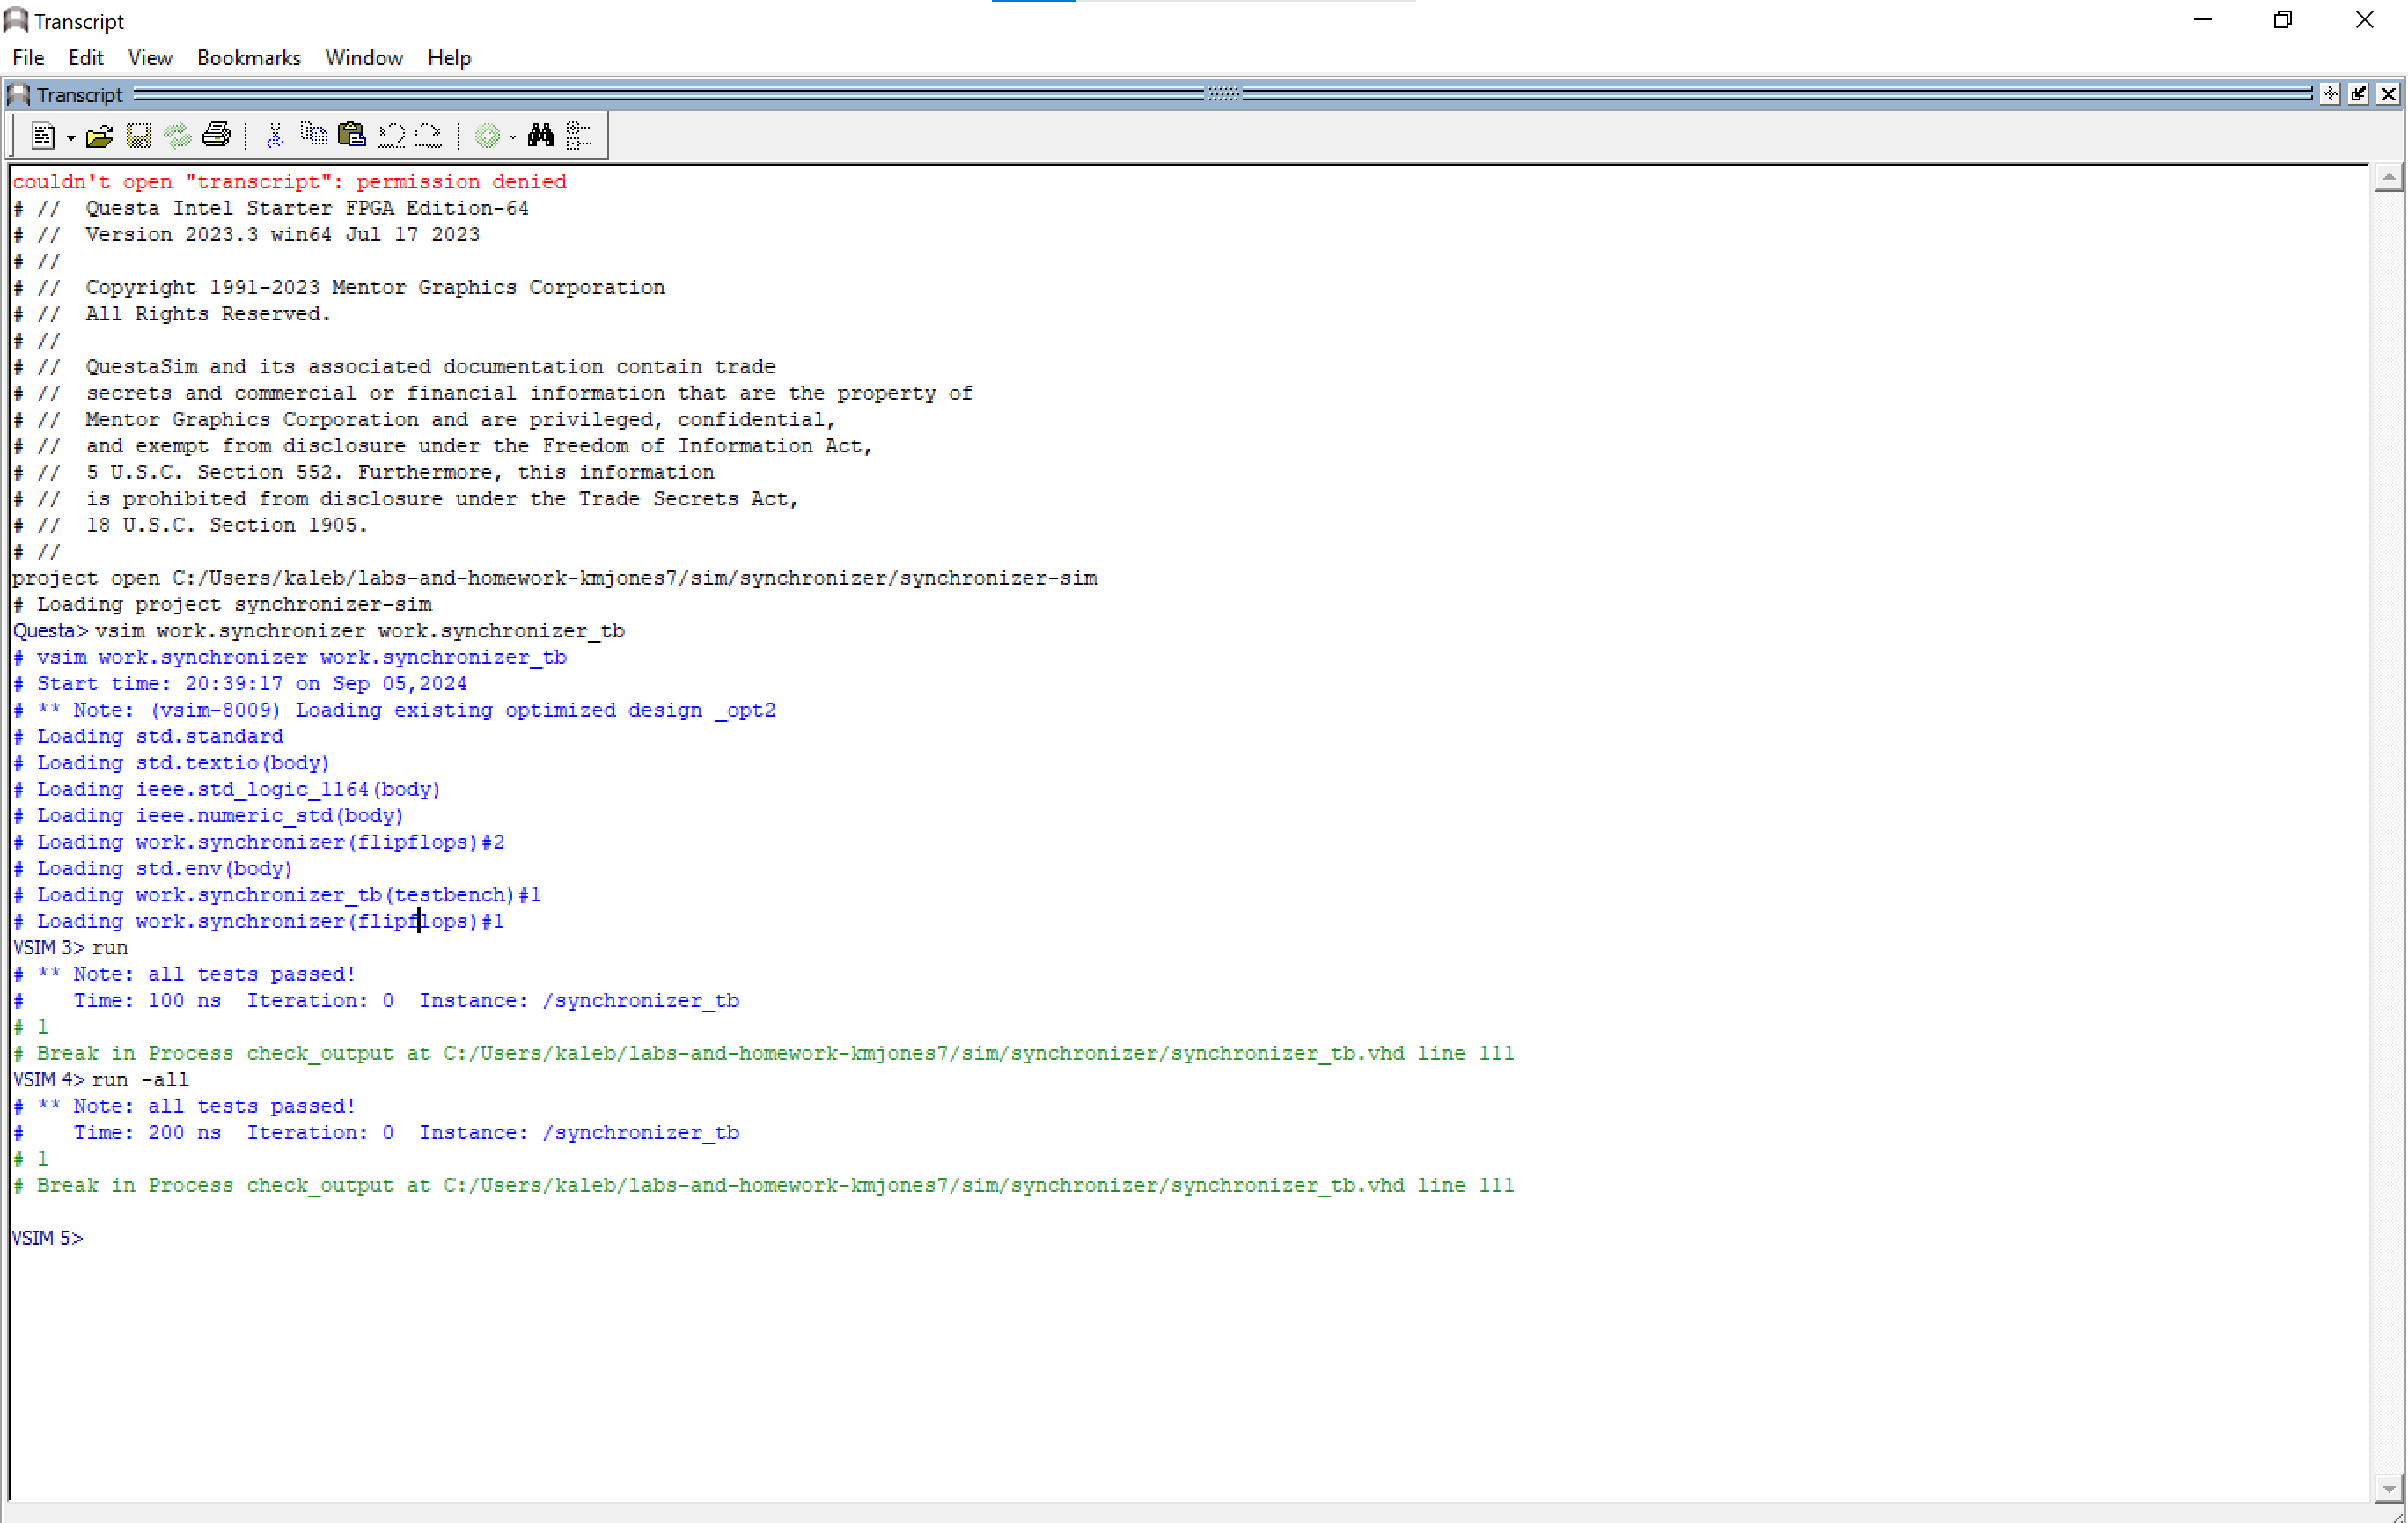 Transcript
File Edit View Bookmarks Window Help
Transcript
couldn't open "transcript": permission denied
# //  Questa Intel Starter FPGA Edition-64
# //  Version 2023.3 win64 Jul 17 2023
# //
# //  Copyright 1991-2023 Mentor Graphics Corporation
# //  All Rights Reserved.
# //
# //  QuestaSim and its associated documentation contain trade
# //  secrets and commercial or financial information that are the property of
# //  Mentor Graphics Corporation and are privileged, confidential,
# //  and exempt from disclosure under the Freedom of Information Act,
# //  5 U.S.C. Section 552. Furthermore, this information
# //  is prohibited from disclosure under the Trade Secrets Act,
# //  18 U.S.C. Section 1905.
# //
project open C:/Users/kaleb/labs-and-homework-kmjones7/sim/synchronizer/synchronizer-sim
# Loading project synchronizer-sim
Questa> vsim work.synchronizer work.synchronizer_tb
# vsim work.synchronizer work.synchronizer_tb
# Start time: 20:39:17 on Sep 05,2024
# ** Note: (vsim-8009) Loading existing optimized design _opt2
# Loading std.standard
# Loading std.textio(body)
# Loading ieee.std_logic_1164(body)
# Loading ieee.numeric_std(body)
# Loading work.synchronizer(flipflops)#2
# Loading std.env(body)
# Loading work.synchronizer_tb(testbench)#1
# Loading work.synchronizer(flipflops)#1
VSIM 3> run
# ** Note: all tests passed!
#    Time: 100 ns  Iteration: 0  Instance: /synchronizer_tb
# 1
# Break in Process check_output at C:/Users/kaleb/labs-and-homework-kmjones7/sim/synchronizer/synchronizer_tb.vhd line 111
VSIM 4> run -all
# ** Note: all tests passed!
#    Time: 200 ns  Iteration: 0  Instance: /synchronizer_tb
# 1
# Break in Process check_output at C:/Users/kaleb/labs-and-homework-kmjones7/sim/synchronizer/synchronizer_tb.vhd line 111
VSIM 5>